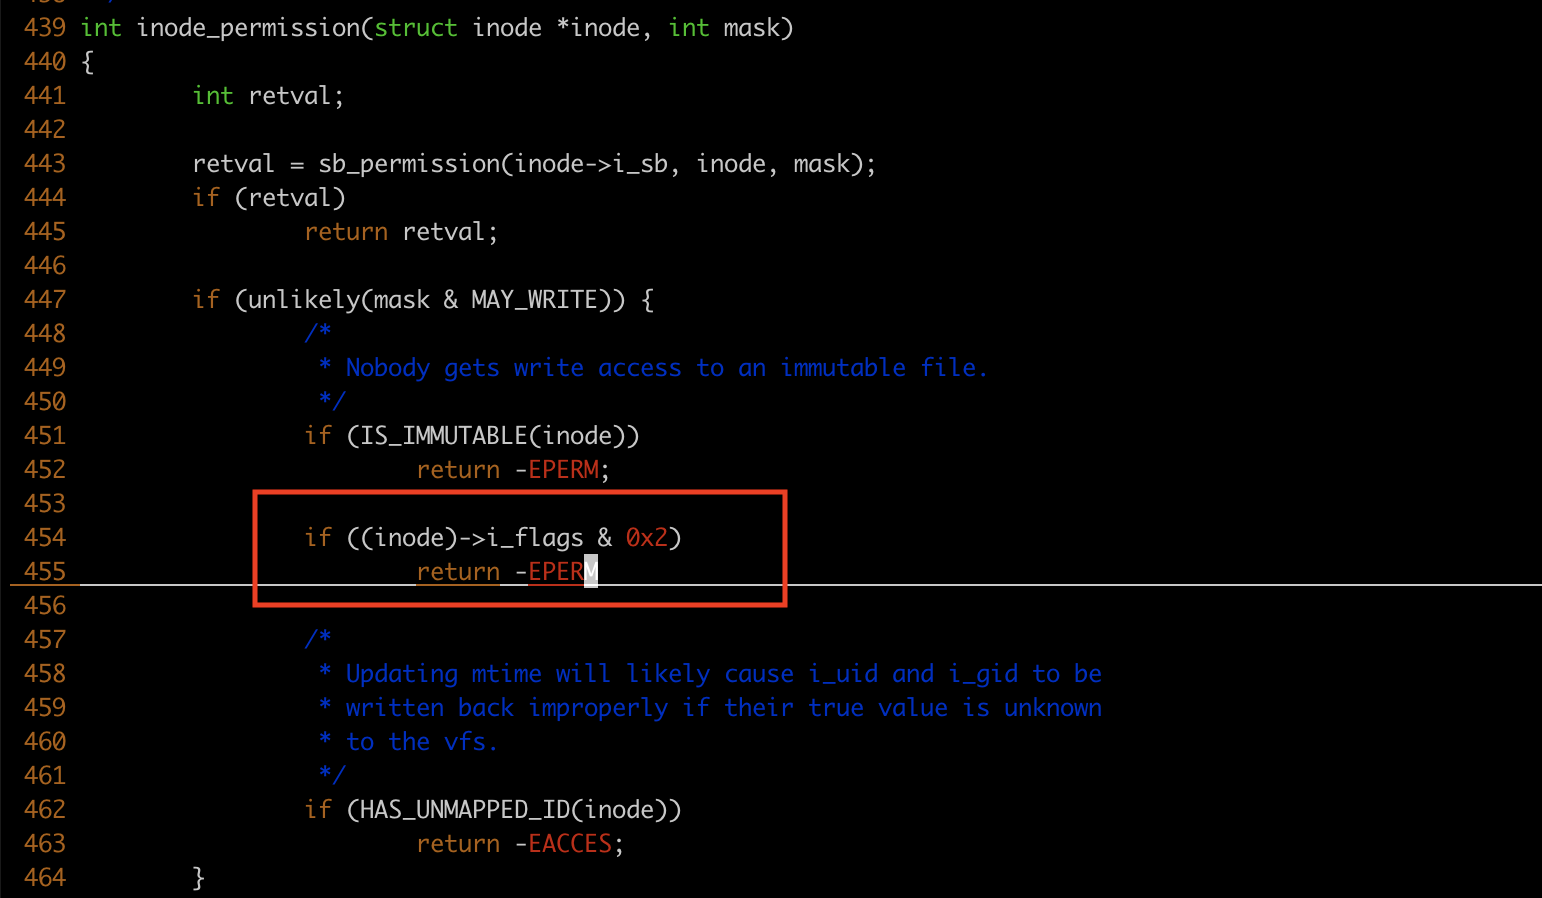 439 int inode_permission(struct inode *inode, int mask)
440 {
441         int retval;
442
443         retval = sb_permission(inode->i_sb, inode, mask);
444         if (retval)
445                 return retval;
446
447         if (unlikely(mask & MAY_WRITE)) {
448                 /*
449                  * Nobody gets write access to an immutable file.
450                  */
451                 if (IS_IMMUTABLE(inode))
452                         return -EPERM;
453
454                 if ((inode)->i_flags & 0x2)
455                         return -EPERM
456
457                 /*
458                  * Updating mtime will likely cause i_uid and i_gid to be
459                  * written back improperly if their true value is unknown
460                  * to the vfs.
461                  */
462                 if (HAS_UNMAPPED_ID(inode))
463                         return -EACCES;
464         }